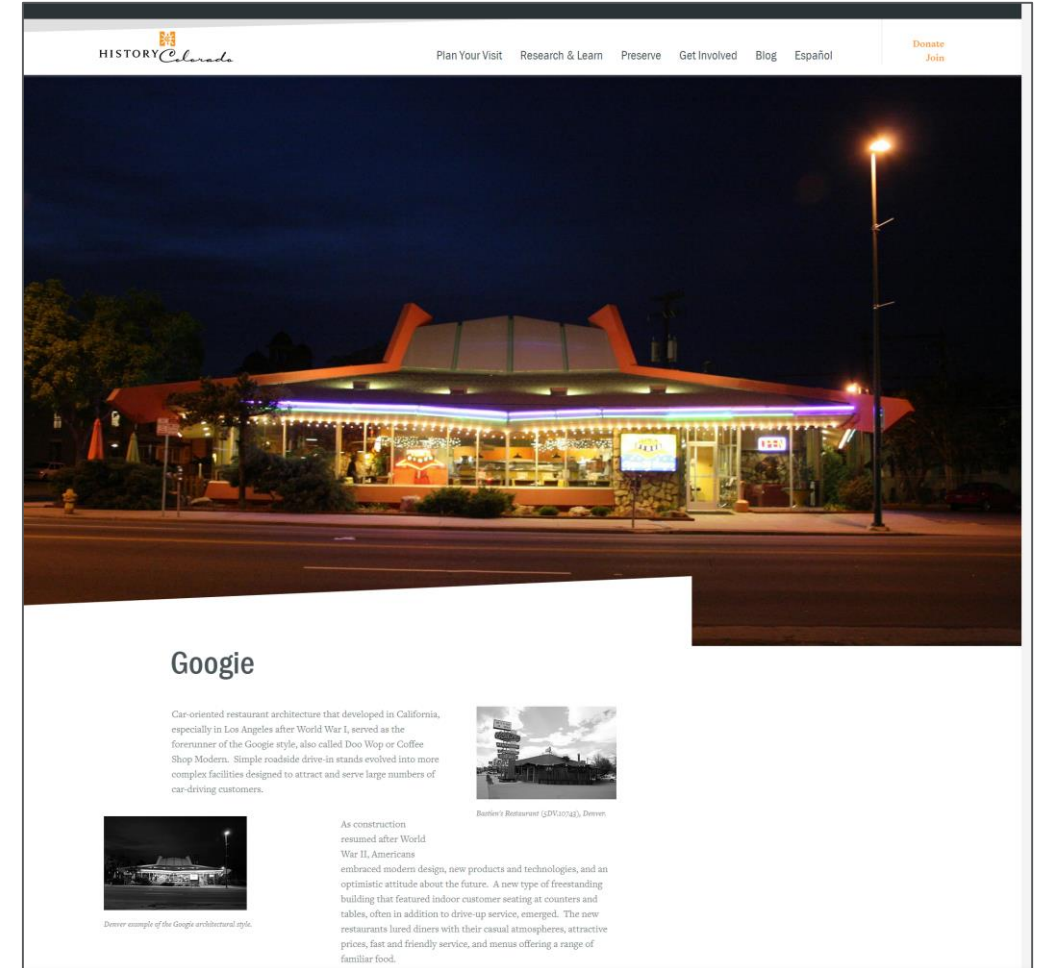 HISTORY Colorado
Plan Your Visit Research & Learn Preserve Get Involved Blog Español
Donate
Join
OPEN
Googie
Car-oriented restaurant architecture that developed in California,
especially in Los Angeles after World War I, served as the
forerunner of the Googie style, also called Doo Wop or Coffee
Shop Modern. Simple roadside drive-in stands evolved into more
complex facilities designed to attract and serve large numbers of
car-driving customers.
Bastien's Restaurant (5DV.10743), Denver.
As construction
resumed after World
War II, Americans
embraced modern design, new products and technologies, and an
optimistic attitude about the future. A new type of freestanding
building that featured indoor customer seating at counters and
tables, often in addition to drive-up service, emerged. The new
restaurants lured diners with their casual atmospheres, attractive
prices, fast and friendly service, and menus offering a range of
familiar food.
Denver example of the Googie architectural style.